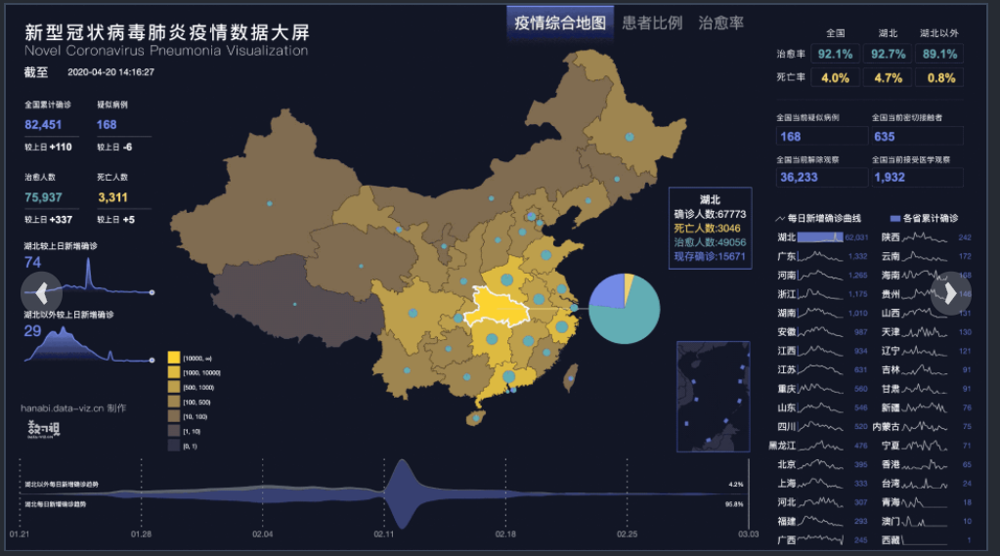 新型冠状病毒肺炎疫情数据大屏
Novel Coronavirus Pneumonia Visualization
截至 2020-04-20 14:16:27
疫情综合地图 患者比例 治愈率
全国累计确诊 疑似病例
82,451 168
较上日 +110 较上日 -6
治愈人数 死亡人数
75,937 3,311
较上日 +337 较上日 +5
湖北较上日新增确诊
74
湖北以外较上日新增确诊
29
[10000, ∞)
[1000, 10000)
[500, 1000)
[100, 500)
[10, 100)
[1, 10)
[0, 1)
hanabi.data-viz.cn 制作
数可视
湖北
确诊人数:67773
死亡人数:3046
治愈人数:49056
现存确诊:15671
全国 湖北 湖北以外
治愈率 92.1% 92.7% 89.1%
死亡率 4.0% 4.7% 0.8%
全国当前疑似病例 全国当前密切接触者
168 635
全国当前解除观察 全国当前接受医学观察
36,233 1,932
每日新增确诊曲线 各省累计确诊
湖北 62,031 陕西 242
广东 1,332 云南 172
河南 1,265 海南 168
浙江 1,175 贵州 146
湖南 1,010 山西 131
安徽 987 天津 130
江西 934 辽宁 121
江苏 631 吉林 91
重庆 560 甘肃 91
山东 546 新疆 76
四川 520 内蒙古 75
黑龙江 476 宁夏 71
北京 395 香港 65
上海 333 台湾 24
河北 307 青海 18
福建 293 澳门 10
广西 245 西藏 1
湖北以外每日新增确诊趋势 4.2%
湖北每日新增确诊趋势 95.8%
01.21 01.28 02.04 02.11 02.18 02.25 03.03